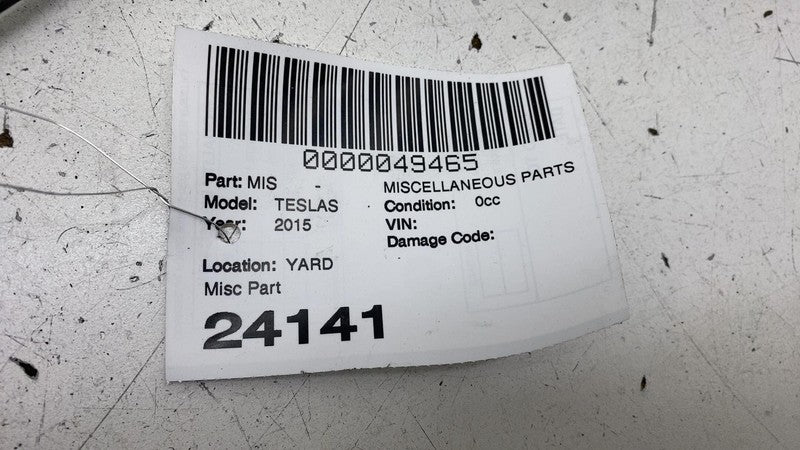 0000049465
Part: MIS - MISCELLANEOUS PARTS
Model: TESLAS Condition: 0cc
Year: 2015 VIN:
Damage Code:
Location: YARD
Misc Part
24141